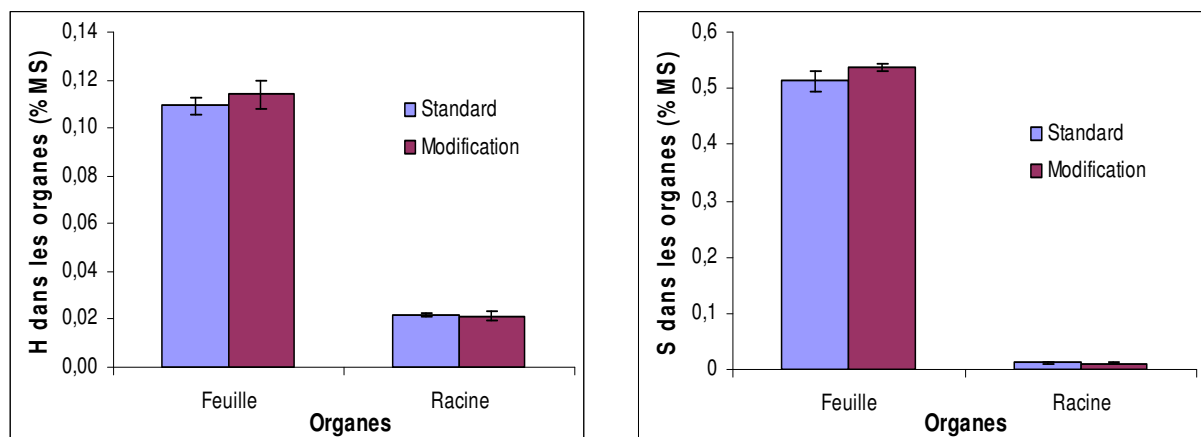 H dans les organes (% MS)
0,14
0,12
0,10
0,08
0,06
0,04
0,02
0,00
Standard
Modification
Feuille
Racine
Organes
S dans les organes (% MS)
0,6
0,5
0,4
0,3
0,2
0,1
0
Standard
Modification
Feuille
Racine
Organes